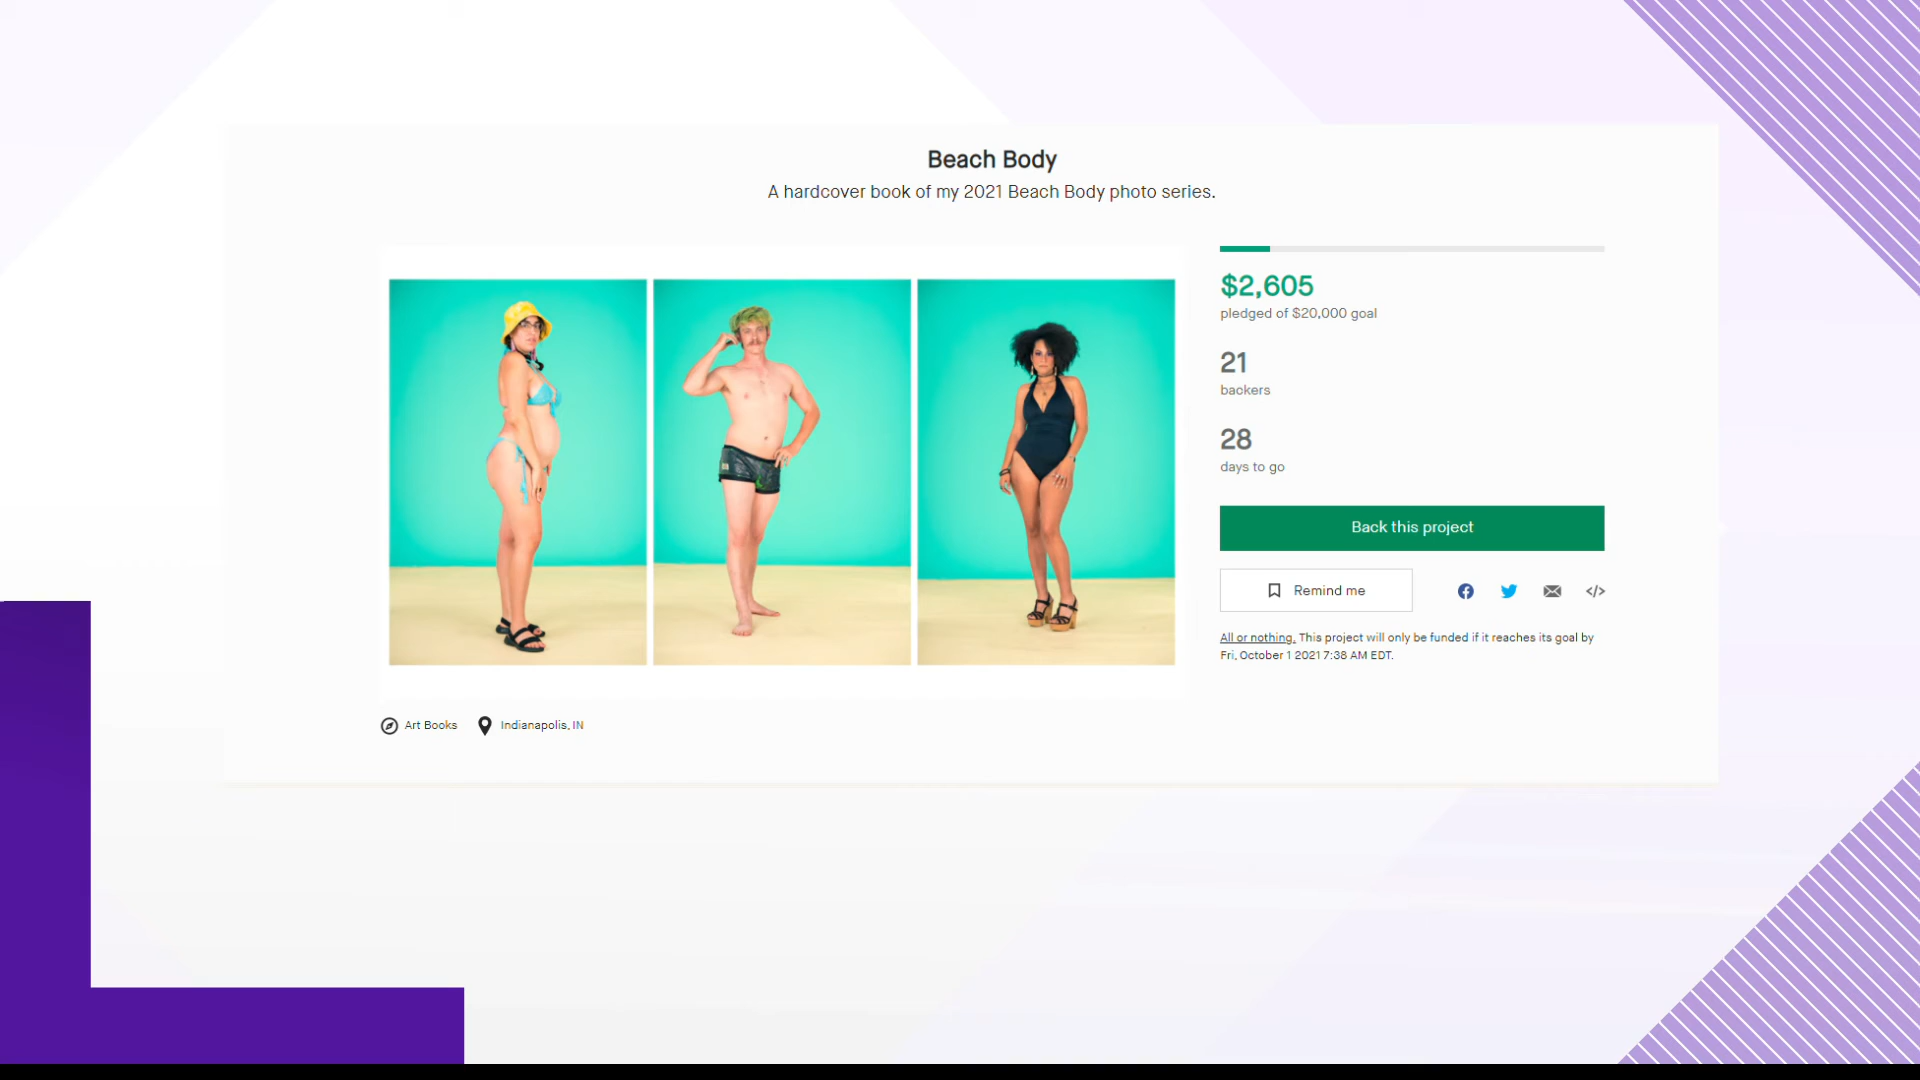 Beach Body
A hardcover book of my 2021 Beach Body photo series.
$2,605
pledged of $20,000 goal
21
backers
28
days to go
Back this project
Remind me
All or nothing. This project will only be funded if it reaches its goal by
Fri, October 1 2021 7:38 AM EDT.
Art Books
Indianapolis, IN